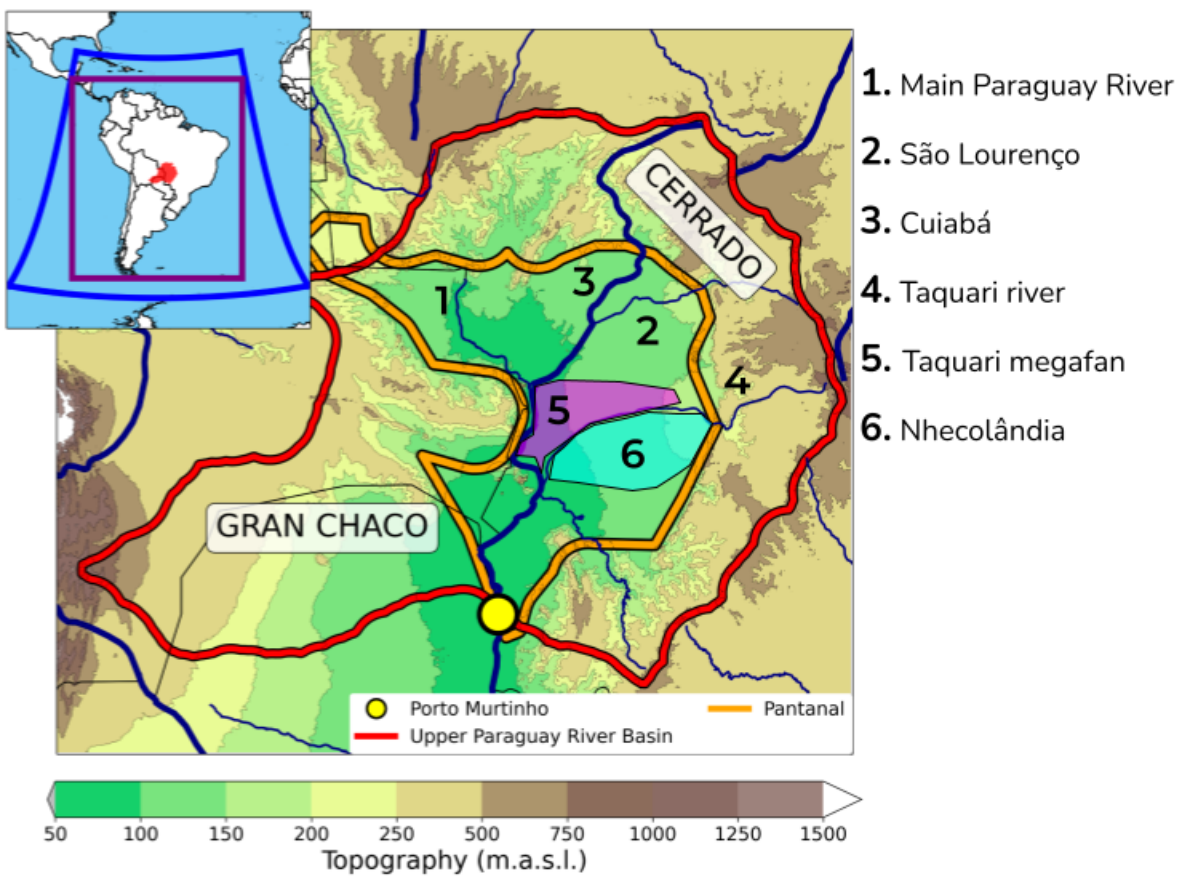 1. Main Paraguay River
2. São Lourenço
3. Cuiabá
4. Taquari river
5. Taquari megafan
6. Nhecolândia
CERRADO
1
3
2
4
5
6
GRAN CHACO
Porto Murtinho
Pantanal
Upper Paraguay River Basin
50 100 150 200 250 500 750 1000 1250 1500
Topography (m.a.s.l.)